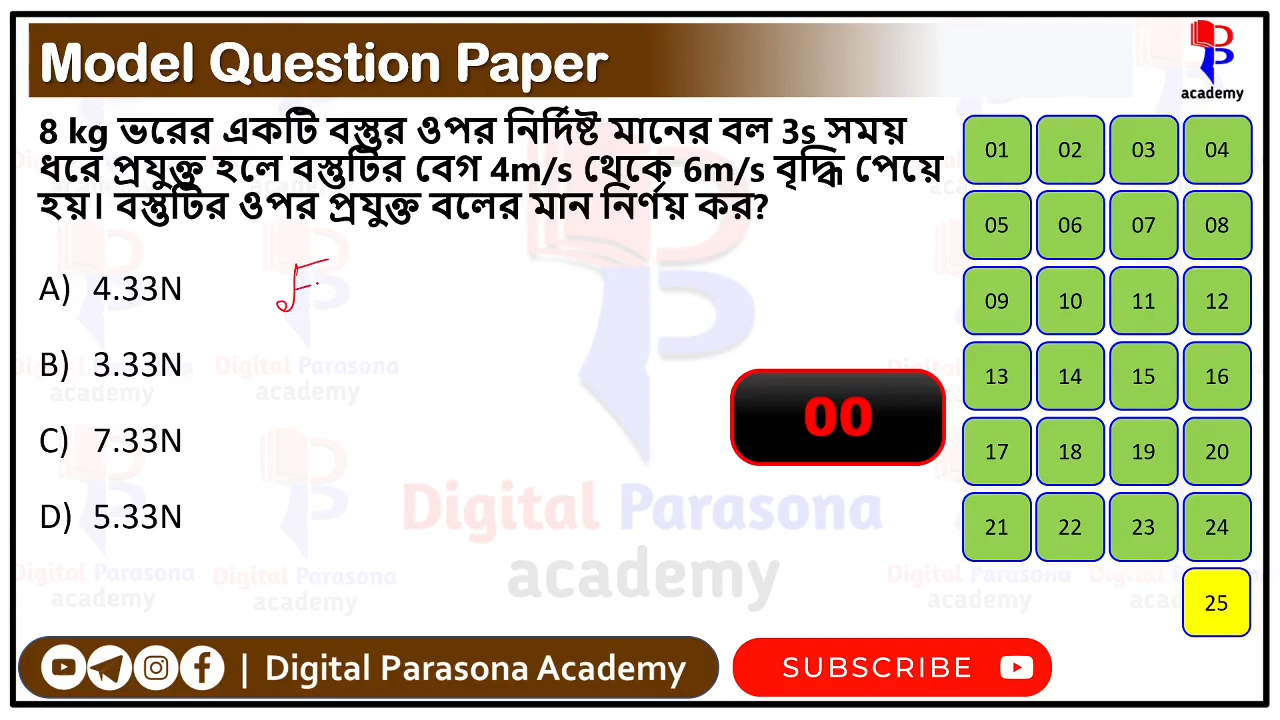 Model Question Paper
academy
8 kg ভরের একটি বস্তুর ওপর নির্দিষ্ট মানের বল 3s সময়
ধরে প্রযুক্ত হলে বস্তুটির বেগ 4m/s থেকে 6m/s বৃদ্ধি পেয়ে
হয়। বস্তুটির ওপর প্রযুক্ত বলের মান নির্ণয় কর?
A) 4.33N
F
B) 3.33N
C) 7.33N
D) 5.33N
00
01 02 03 04
05 06 07 08
09 10 11 12
13 14 15 16
17 18 19 20
21 22 23 24
25
Digital Parasona
academy
| Digital Parasona Academy
SUBSCRIBE